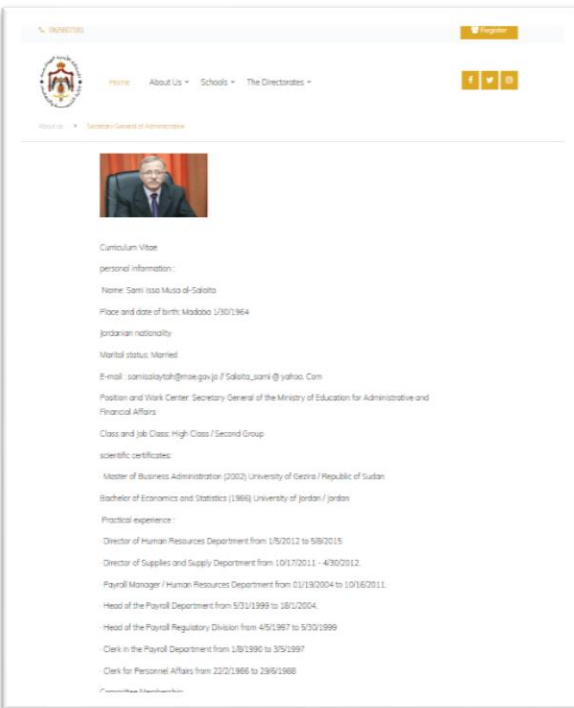 Register
Home About Us Schools The Directorates
About us Secretary General of Administrative
Curriculum Vitae
personal information :
Name: Sami Issa Musa al-Salaita
Place and date of birth: Madaba 1/30/1964
Jordanian nationality
Marital status: Married
E-mail : samisalaytah@moe.gov.jo // Salaita_sami @ yahoo. Com
Position and Work Center: Secretary General of the Ministry of Education for Administrative and
Financial Affairs
Class and Job Class: High Class / Second Group
scientific certificates:
Master of Business Administration (2002) University of Gezira / Republic of Sudan
Bachelor of Economics and Statistics (1986) University of Jordan / Jordan
Practical experience :
· Director of Human Resources Department from 1/5/2012 to 5/8/2015
· Director of Supplies and Supply Department from 10/17/2011 - 4/30/2012.
· Payroll Manager / Human Resources Department from 01/19/2004 to 10/16/2011.
· Head of the Payroll Department from 5/31/1999 to 18/1/2004.
· Head of the Payroll Regulatory Division from 4/5/1997 to 5/30/1999
· Clerk in the Payroll Department from 1/8/1990 to 3/5/1997
· Clerk for Personnel Affairs from 22/2/1986 to 29/6/1988
Committee Membership